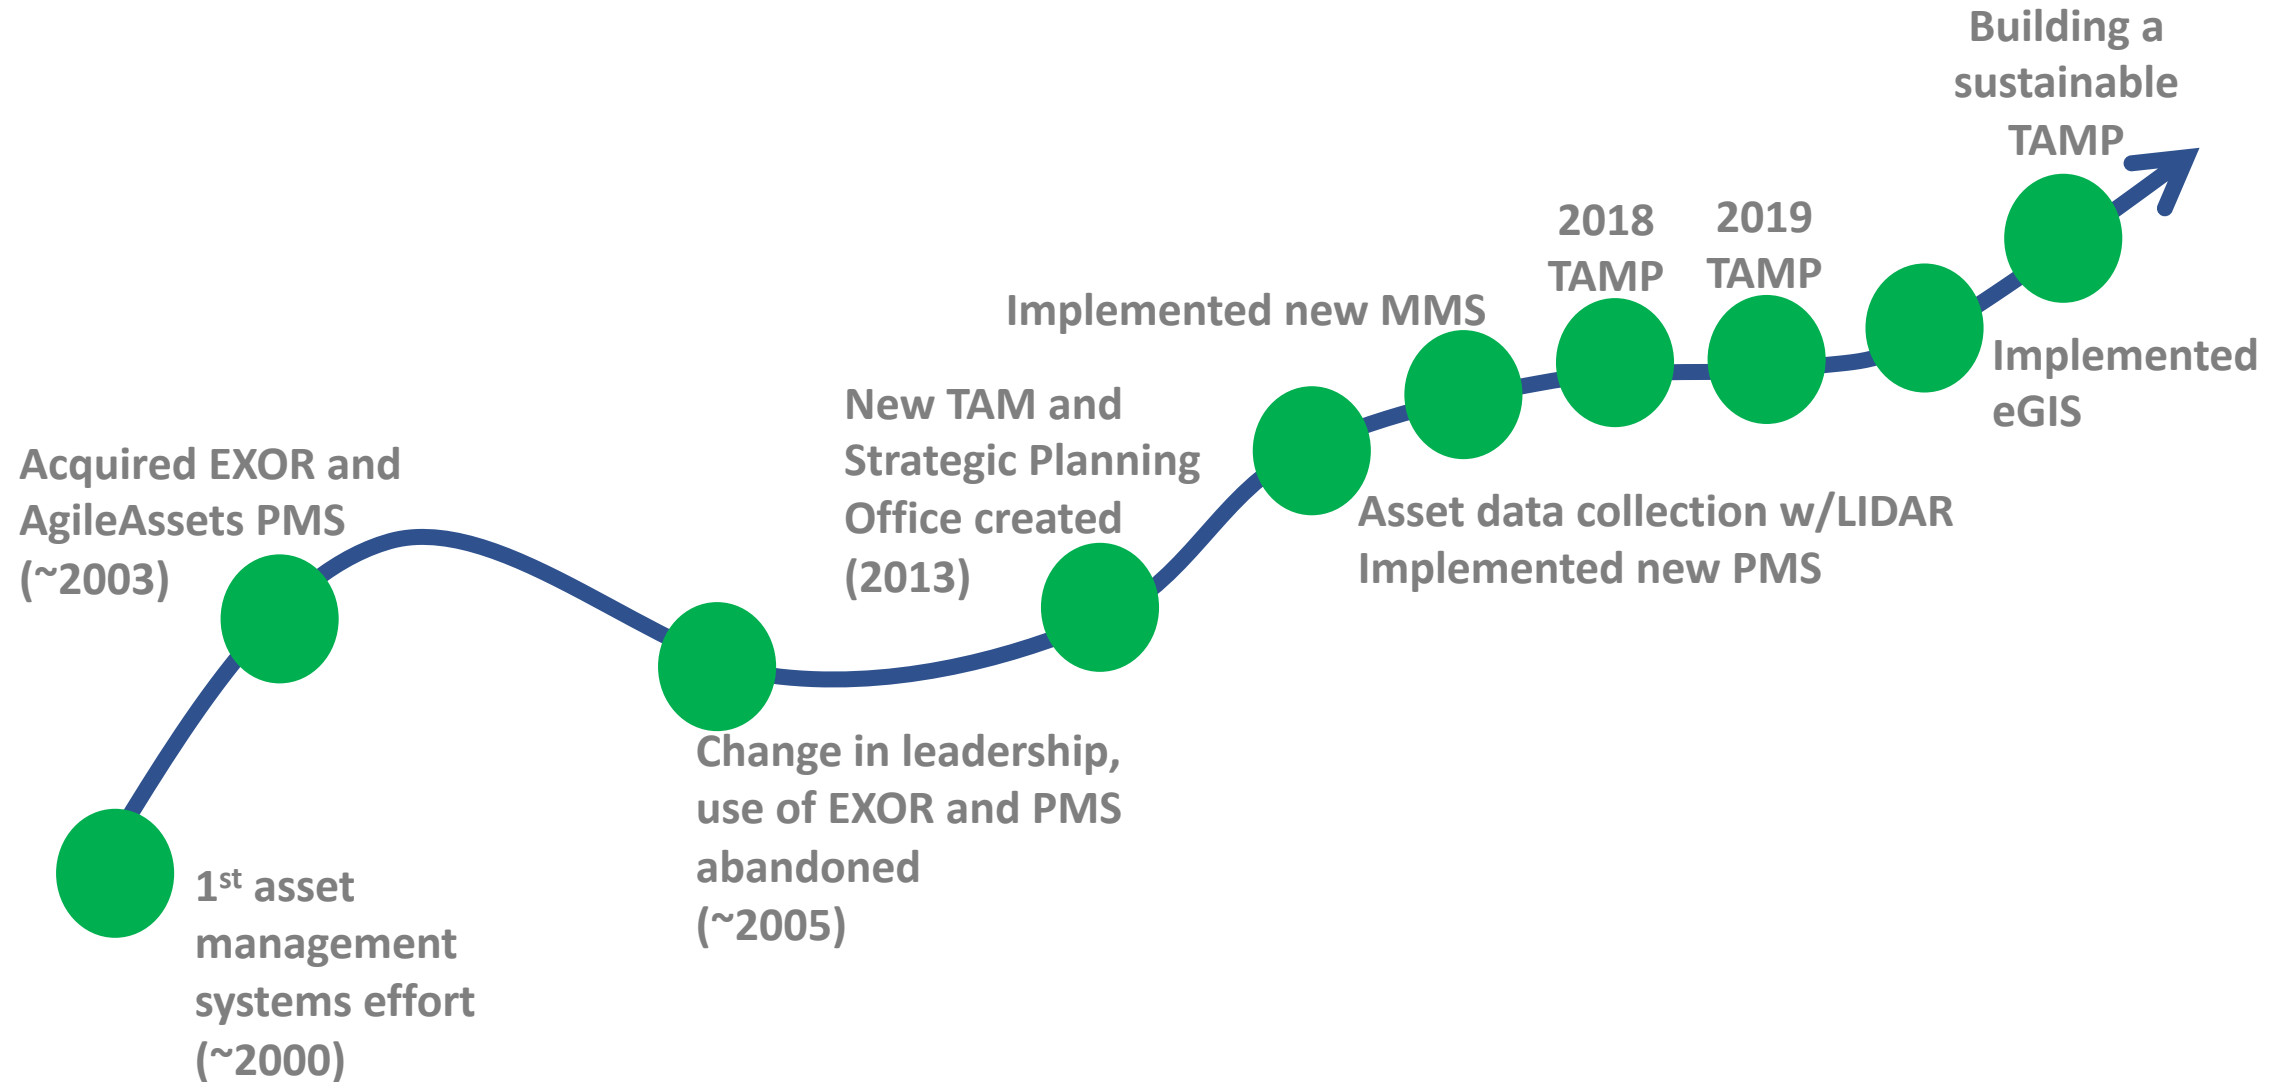 Building a
sustainable
TAMP
2018
TAMP
2019
TAMP
Implemented new MMS
Implemented
eGIS
New TAM and
Strategic Planning
Office created
(2013)
Acquired EXOR and
AgileAssets PMS
(~2003)
Asset data collection w/LIDAR
Implemented new PMS
Change in leadership,
use of EXOR and PMS
abandoned
(~2005)
1st asset
management
systems effort
(~2000)